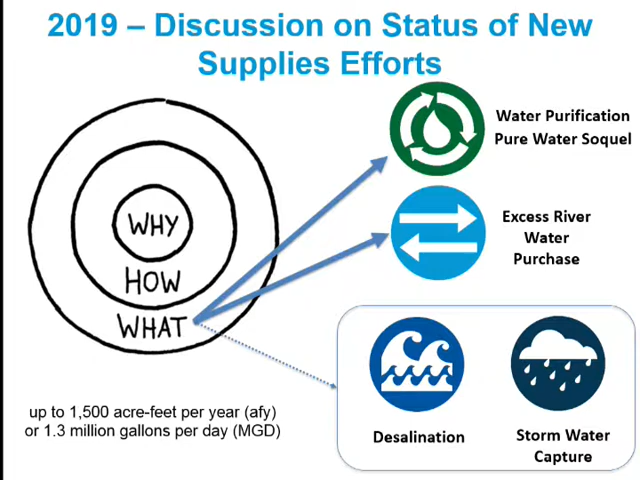 2019 – Discussion on Status of New
Supplies Efforts
Water Purification
Pure Water Soquel
WHY
HOW
WHAT
Excess River
Water
Purchase
up to 1,500 acre-feet per year (afy)
or 1.3 million gallons per day (MGD)
Desalination
Storm Water
Capture